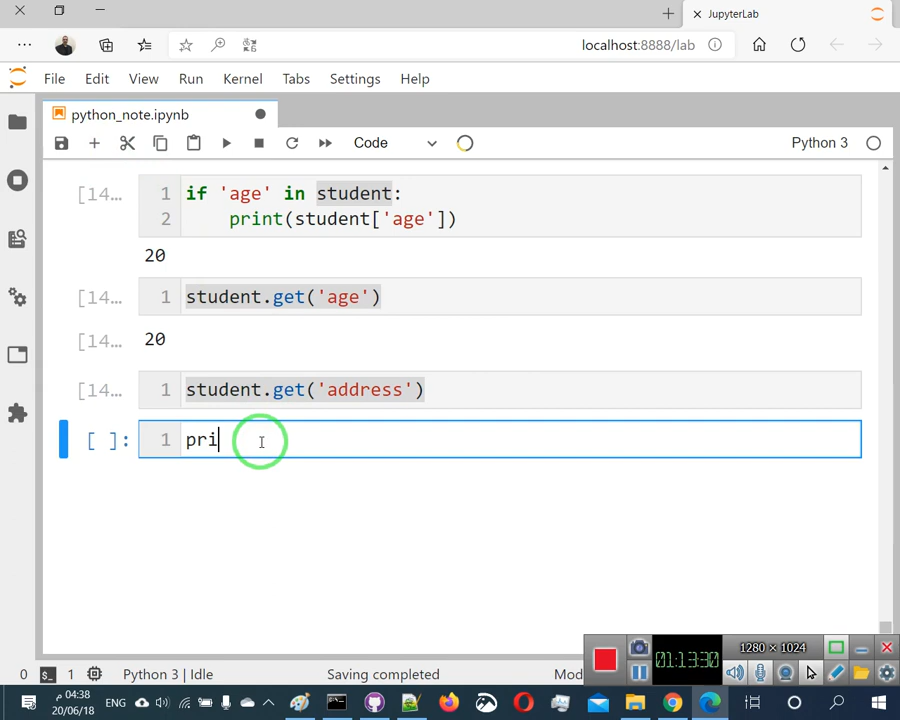 JupyterLab
localhost:8888/lab
File Edit View Run Kernel Tabs Settings Help
python_note.ipynb
Code
Python 3
[14…
1 if 'age' in student:
2 print(student['age'])
20
[14…
1 student.get('age')
[14…
20
[14…
1 student.get('address')
[ ]:
1 pri
01:13:30
1280 × 1024
0
1
Python 3 | Idle
Saving completed
Mod
04:38 م
20/06/18
ENG